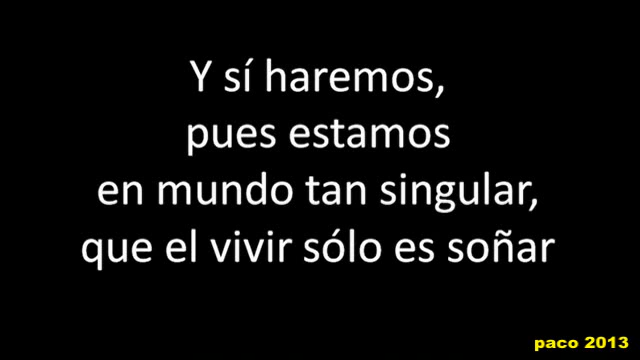 Y sí haremos,
pues estamos
en mundo tan singular,
que el vivir sólo es soñar
paco 2013